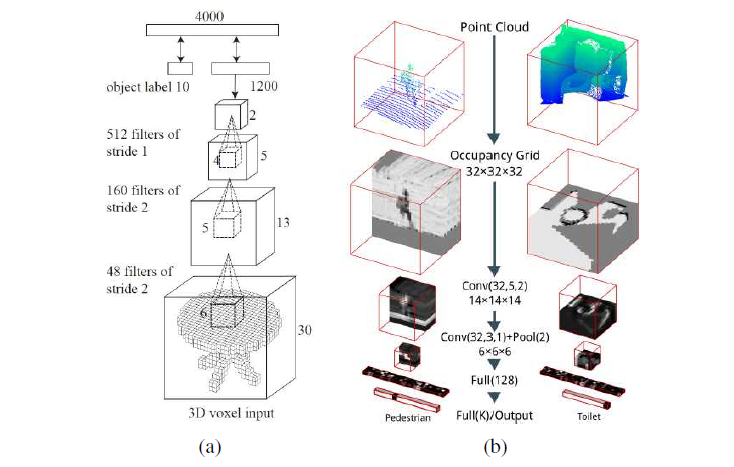 4000
object label 10
1200
2
512 filters of
stride 1
4
5
160 filters of
stride 2
5
13
48 filters of
stride 2
6
30
3D voxel input
(a)
Point Cloud
Occupancy Grid
32×32×32
Conv(32,5,2)
14×14×14
Conv(32,3,1)+Pool(2)
6×6×6
Full(128)
Full(K)/Output
Pedestrian
Toilet
(b)